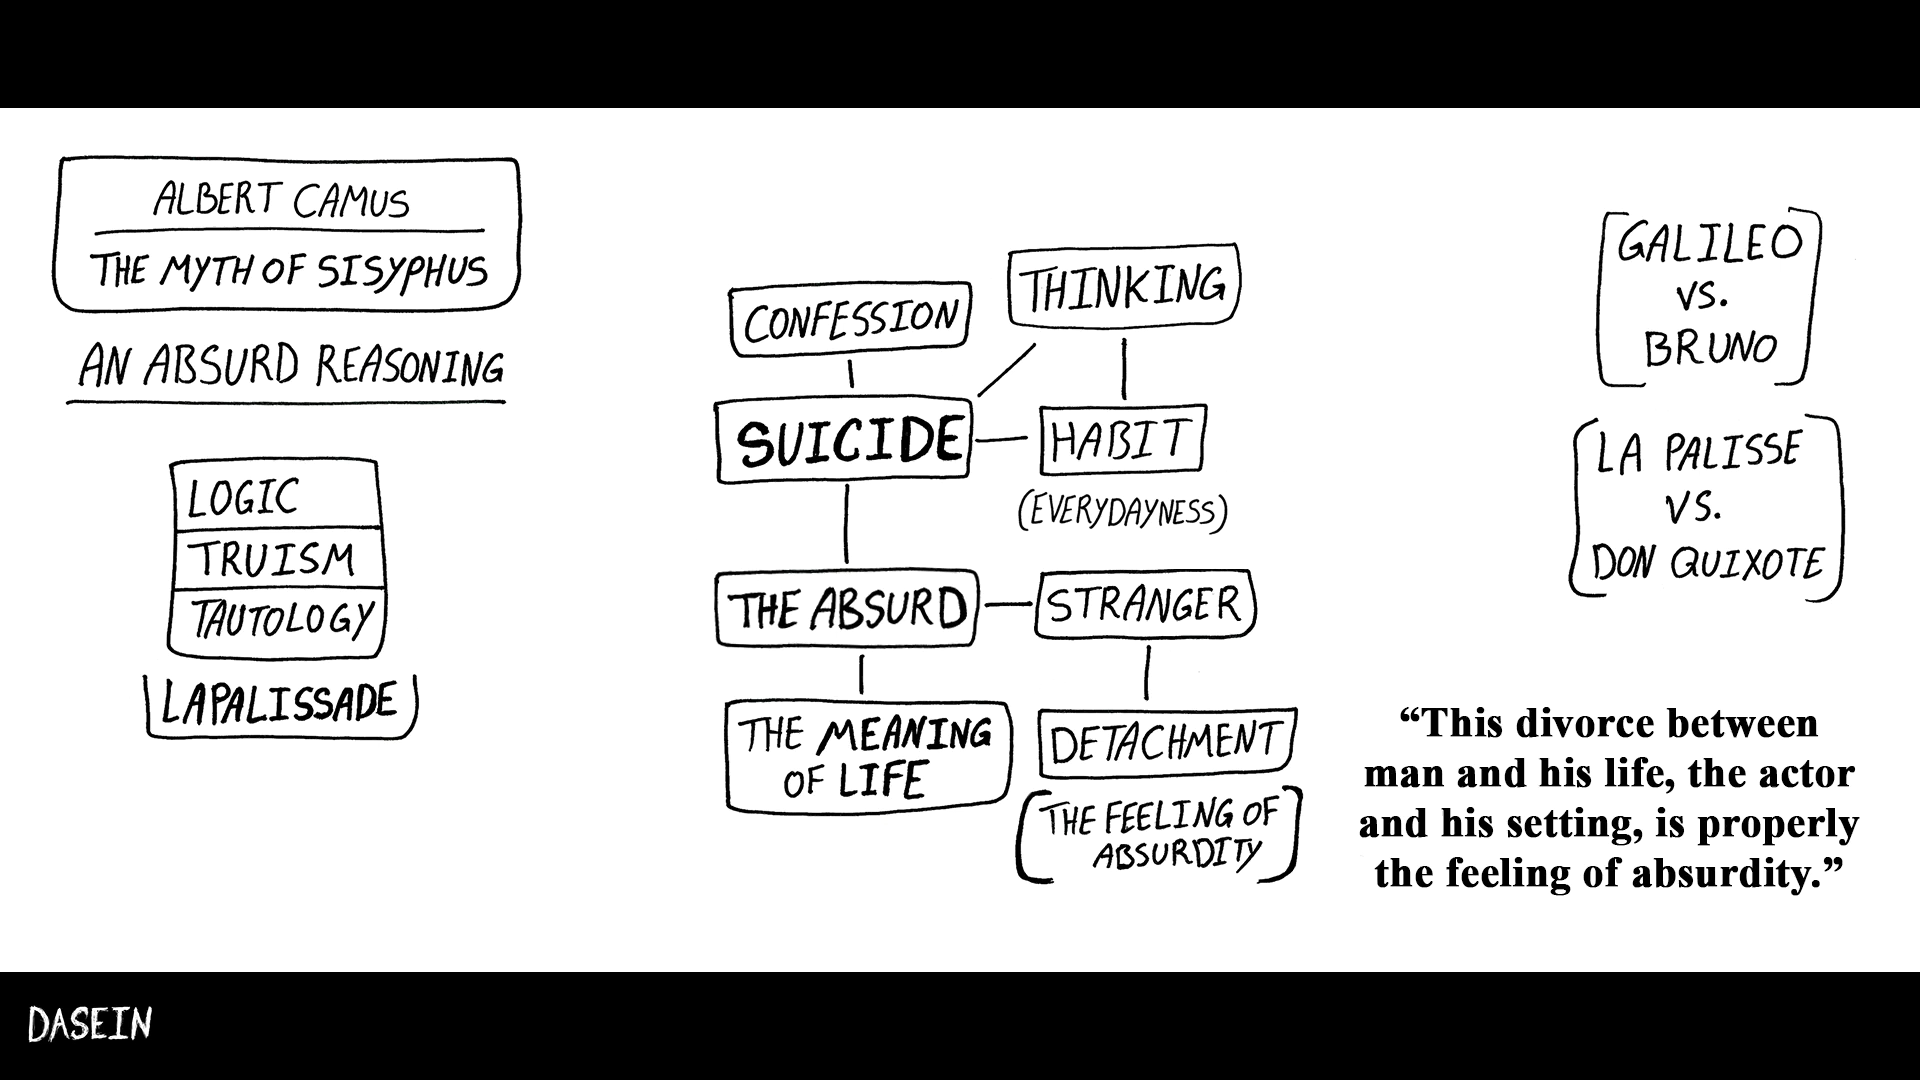 ALBERT CAMUS
THE MYTH OF SISYPHUS
AN ABSURD REASONING
LOGIC
TRUISM
TAUTOLOGY
LAPALISSADE
CONFESSION
THINKING
SUICIDE
HABIT
(EVERYDAYNESS)
THE ABSURD
STRANGER
THE MEANING
OF LIFE
DETACHMENT
THE FEELING OF
ABSURDITY
GALILEO
VS.
BRUNO
LA PALISSE
VS.
DON QUIXOTE
“This divorce between
man and his life, the actor
and his setting, is properly
the feeling of absurdity.”
DASEIN